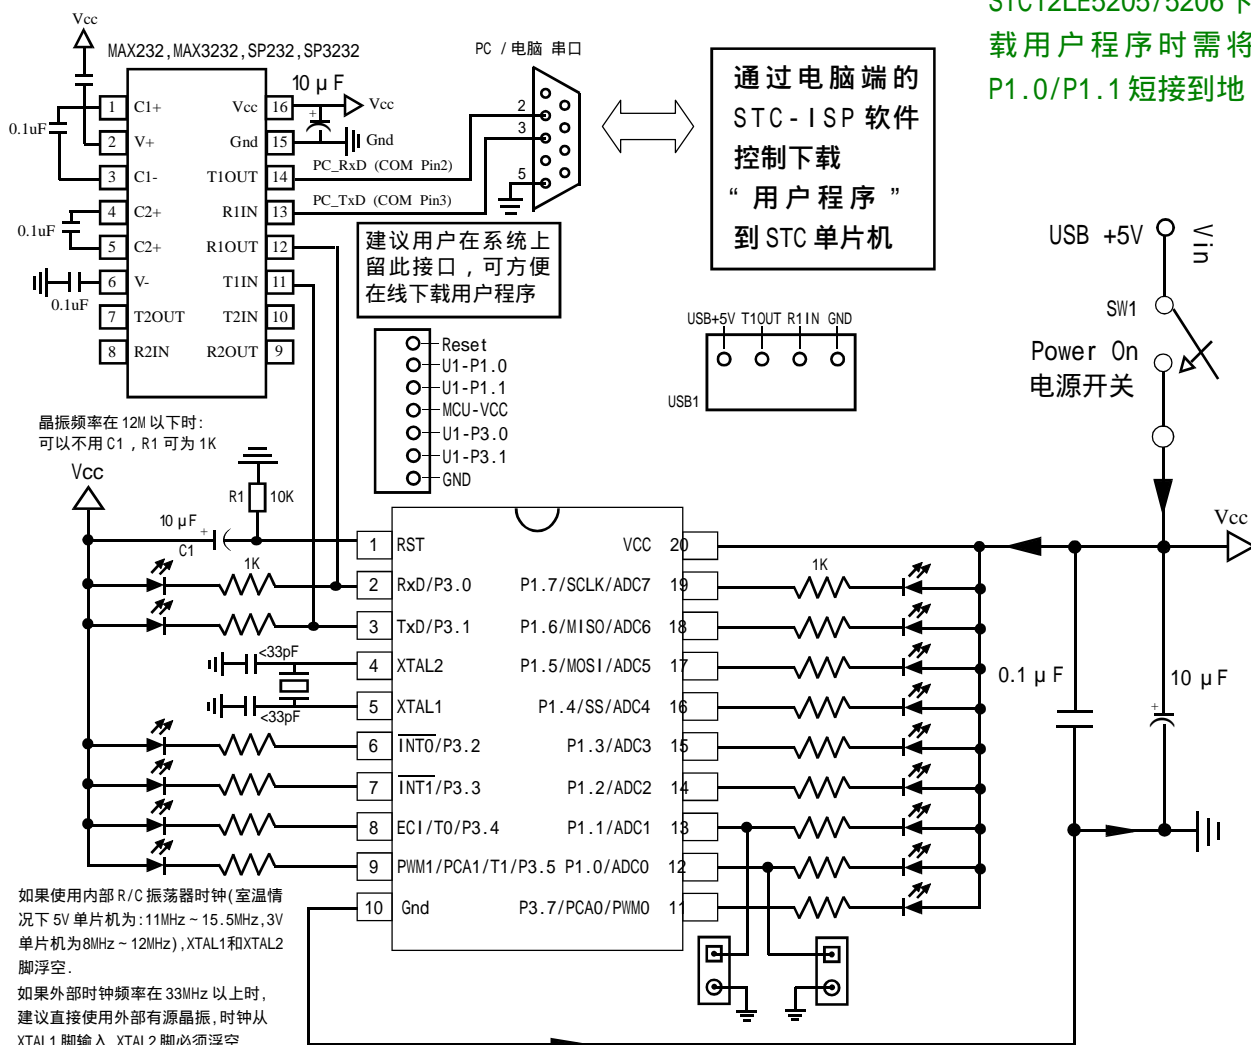 STC12LE5205/5206 下
载用户程序时需将
P1.0/P1.1 短接到地
Vcc
MAX232,MAX3232,SP232,SP3232
PC / 电脑 串口
10 µF
1 C1+
Vcc 16
Vcc
0.1uF
2 V+
Gnd 15
Gnd
3 C1-
T1OUT 14
PC_RxD (COM Pin2)
4 C2+
R1IN 13
PC_TxD (COM Pin3)
0.1uF
5 C2+
R1OUT 12
6 V-
T1IN 11
0.1uF
7 T2OUT
T2IN 10
8 R2IN
R2OUT 9
2
3
5
通过电脑端的
STC-ISP 软件
控制下载
“用户程序”
到 STC 单片机
建议用户在系统上
留此接口，可方便
在线下载用户程序
USB +5V
Vin
SW1
Power On
电源开关
USB+5V T1OUT R1IN GND
USB1
Reset
U1-P1.0
U1-P1.1
MCU-VCC
U1-P3.0
U1-P3.1
GND
晶振频率在 12M 以下时:
可以不用 C1，R1 可为 1K
Vcc
R1 10K
10 µF
+
C1
1K
1 RST
2 RxD/P3.0
3 TxD/P3.1
<33pF
4 XTAL2
5 XTAL1
<33pF
6 INT0/P3.2
7 INT1/P3.3
8 ECI/T0/P3.4
9 PWM1/PCA1/T1/P3.5
10 Gnd
VCC 20
P1.7/SCLK/ADC7 19
P1.6/MISO/ADC6 18
P1.5/MOSI/ADC5 17
P1.4/SS/ADC4 16
P1.3/ADC3 15
P1.2/ADC2 14
P1.1/ADC1 13
P1.0/ADC0 12
P3.7/PCA0/PWM0 11
1K
Vcc
0.1 µF
10 µF
+
如果使用内部 R/C 振荡器时钟(室温情
况下 5V 单片机为:11MHz ~ 15.5MHz,3V
单片机为8MHz ~ 12MHz),XTAL1和XTAL2
脚浮空.
如果外部时钟频率在 33MHz 以上时,
建议直接使用外部有源晶振,时钟从
XTAL1 脚输入, XTAL2 脚必须浮空